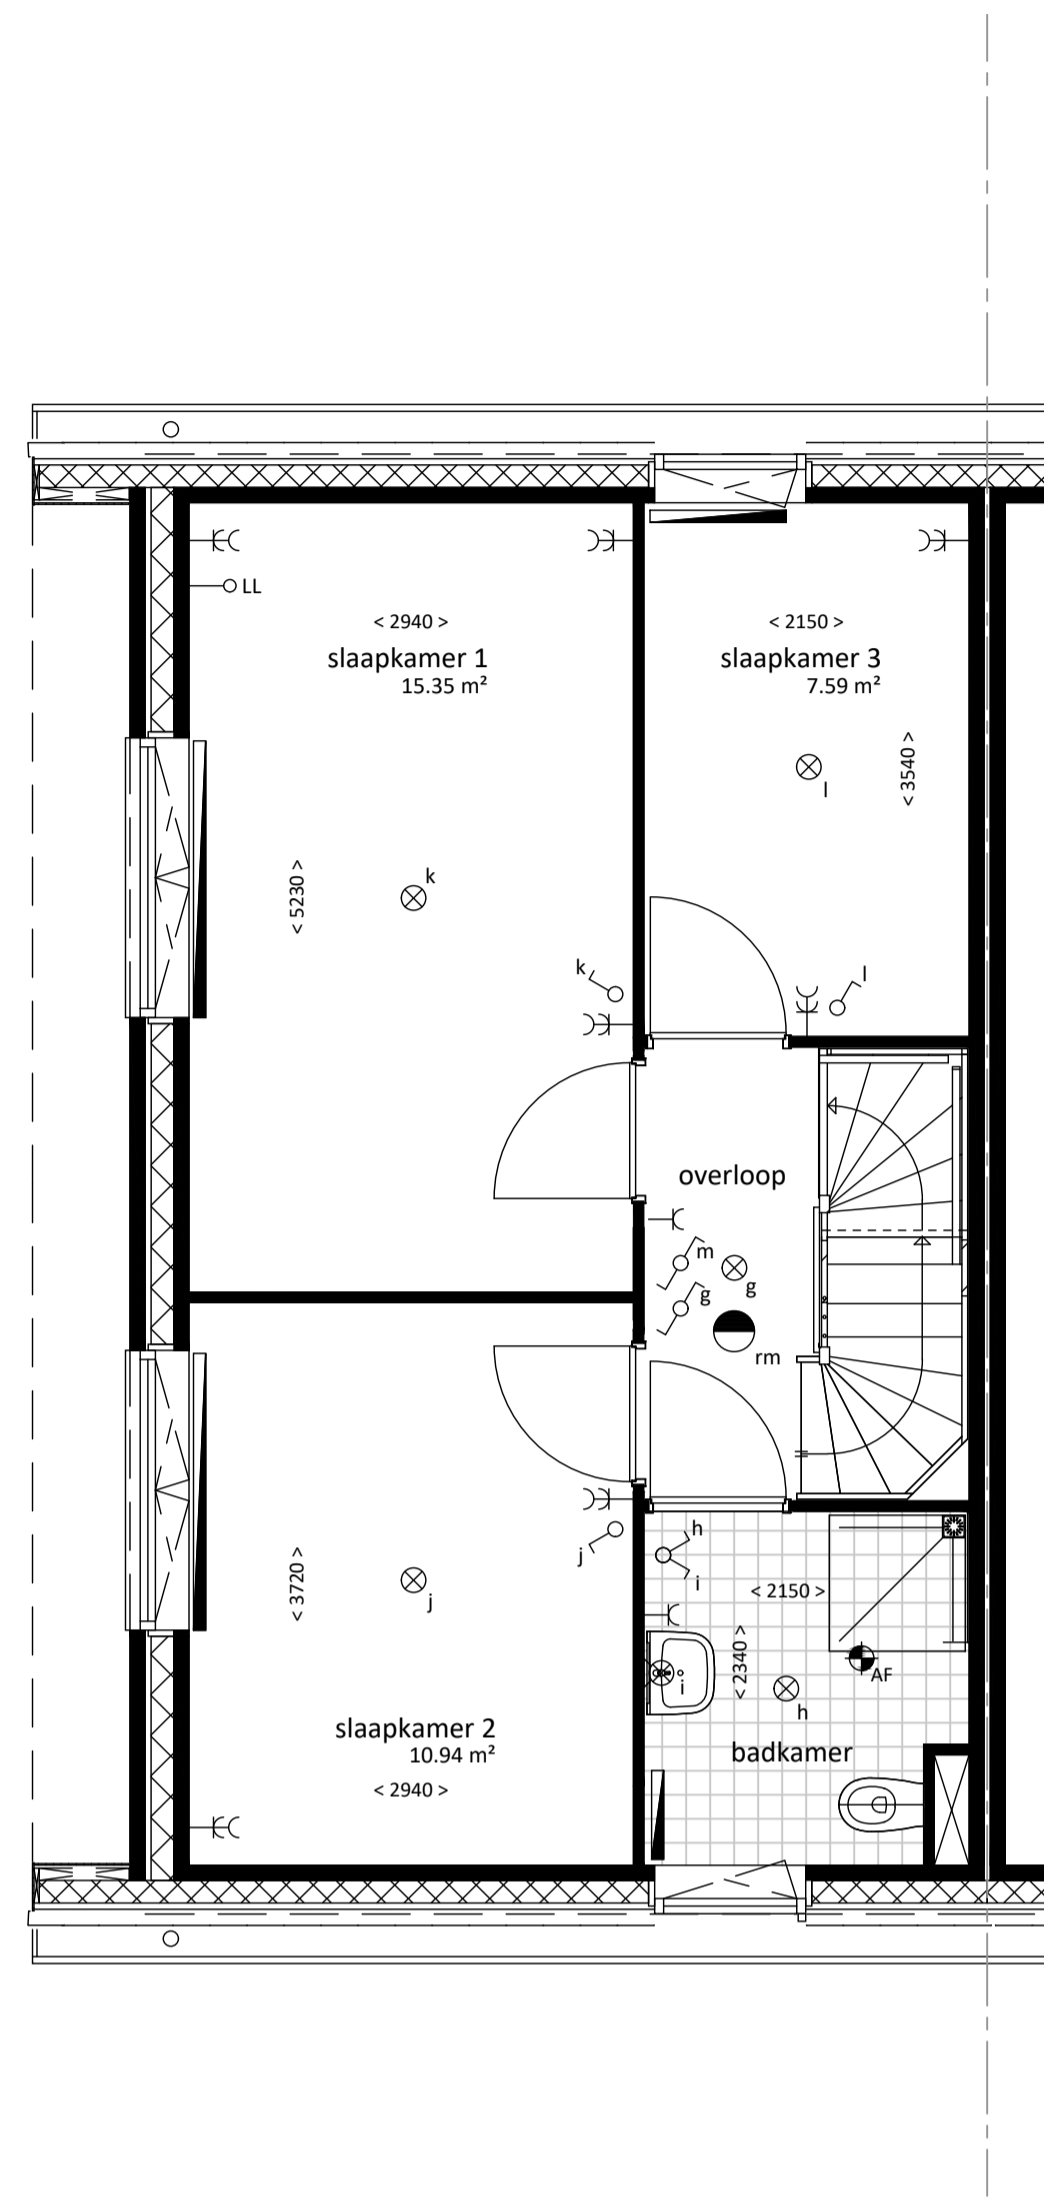 LL
< 2940 >
slaapkamer 1
15.35 m²
< 2150 >
slaapkamer 3
7.59 m²
< 3540 >
l
k
< 5230 >
k
l
overloop
m
g
g
rm
h
i
j
< 3720 >
j
< 2150 >
< 2340 >
AF
i
h
slaapkamer 2
10.94 m²
< 2940 >
badkamer